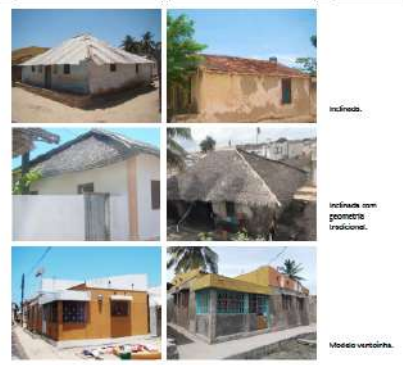 Inclinada.
Inclinada com
geometria
tradicional.
Modelo ventoinha.